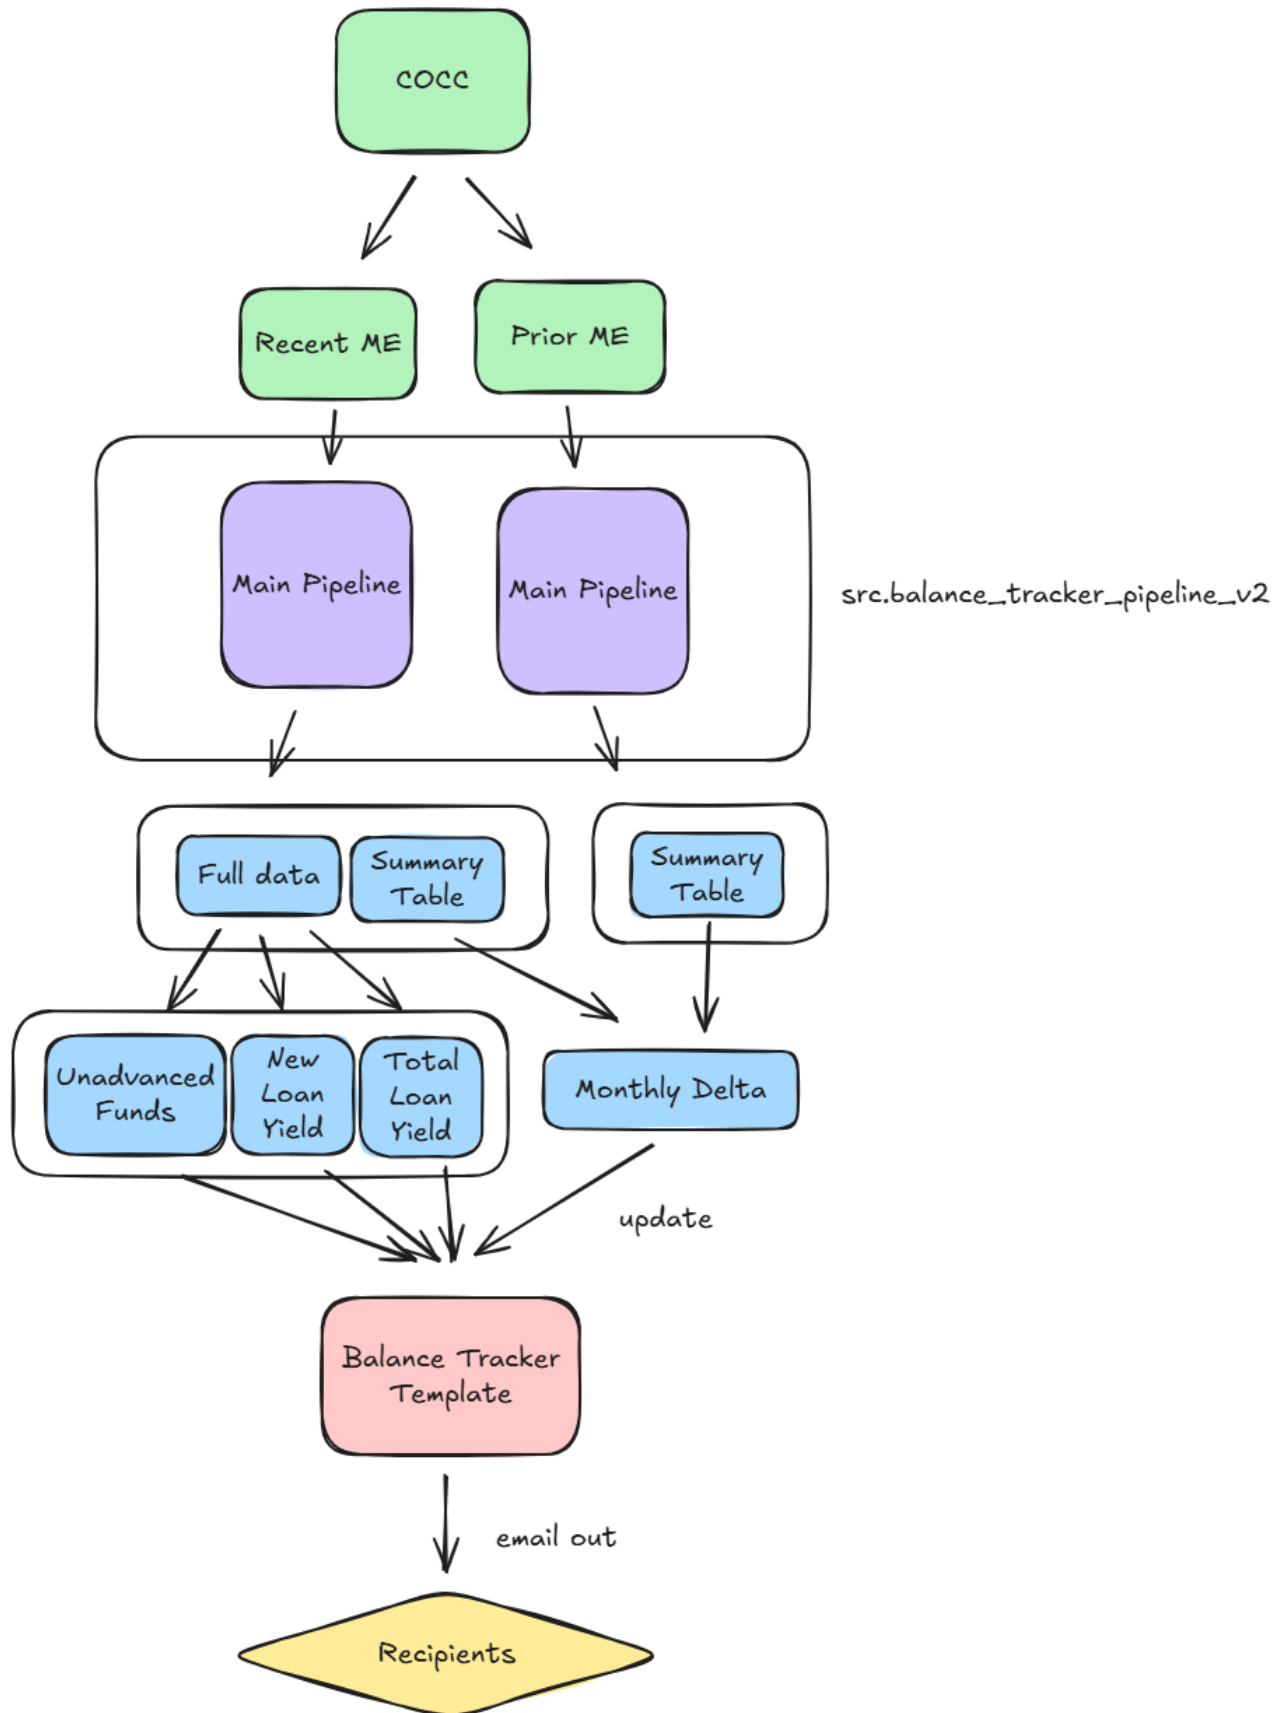 COCC
Recent ME
Prior ME
Main Pipeline
Main Pipeline
src.balance_tracker_pipeline_v2
Full data
Summary
Table
Summary
Table
Unadvanced
Funds
New
Loan
Yield
Total
Loan
Yield
Monthly Delta
update
Balance Tracker
Template
email out
Recipients